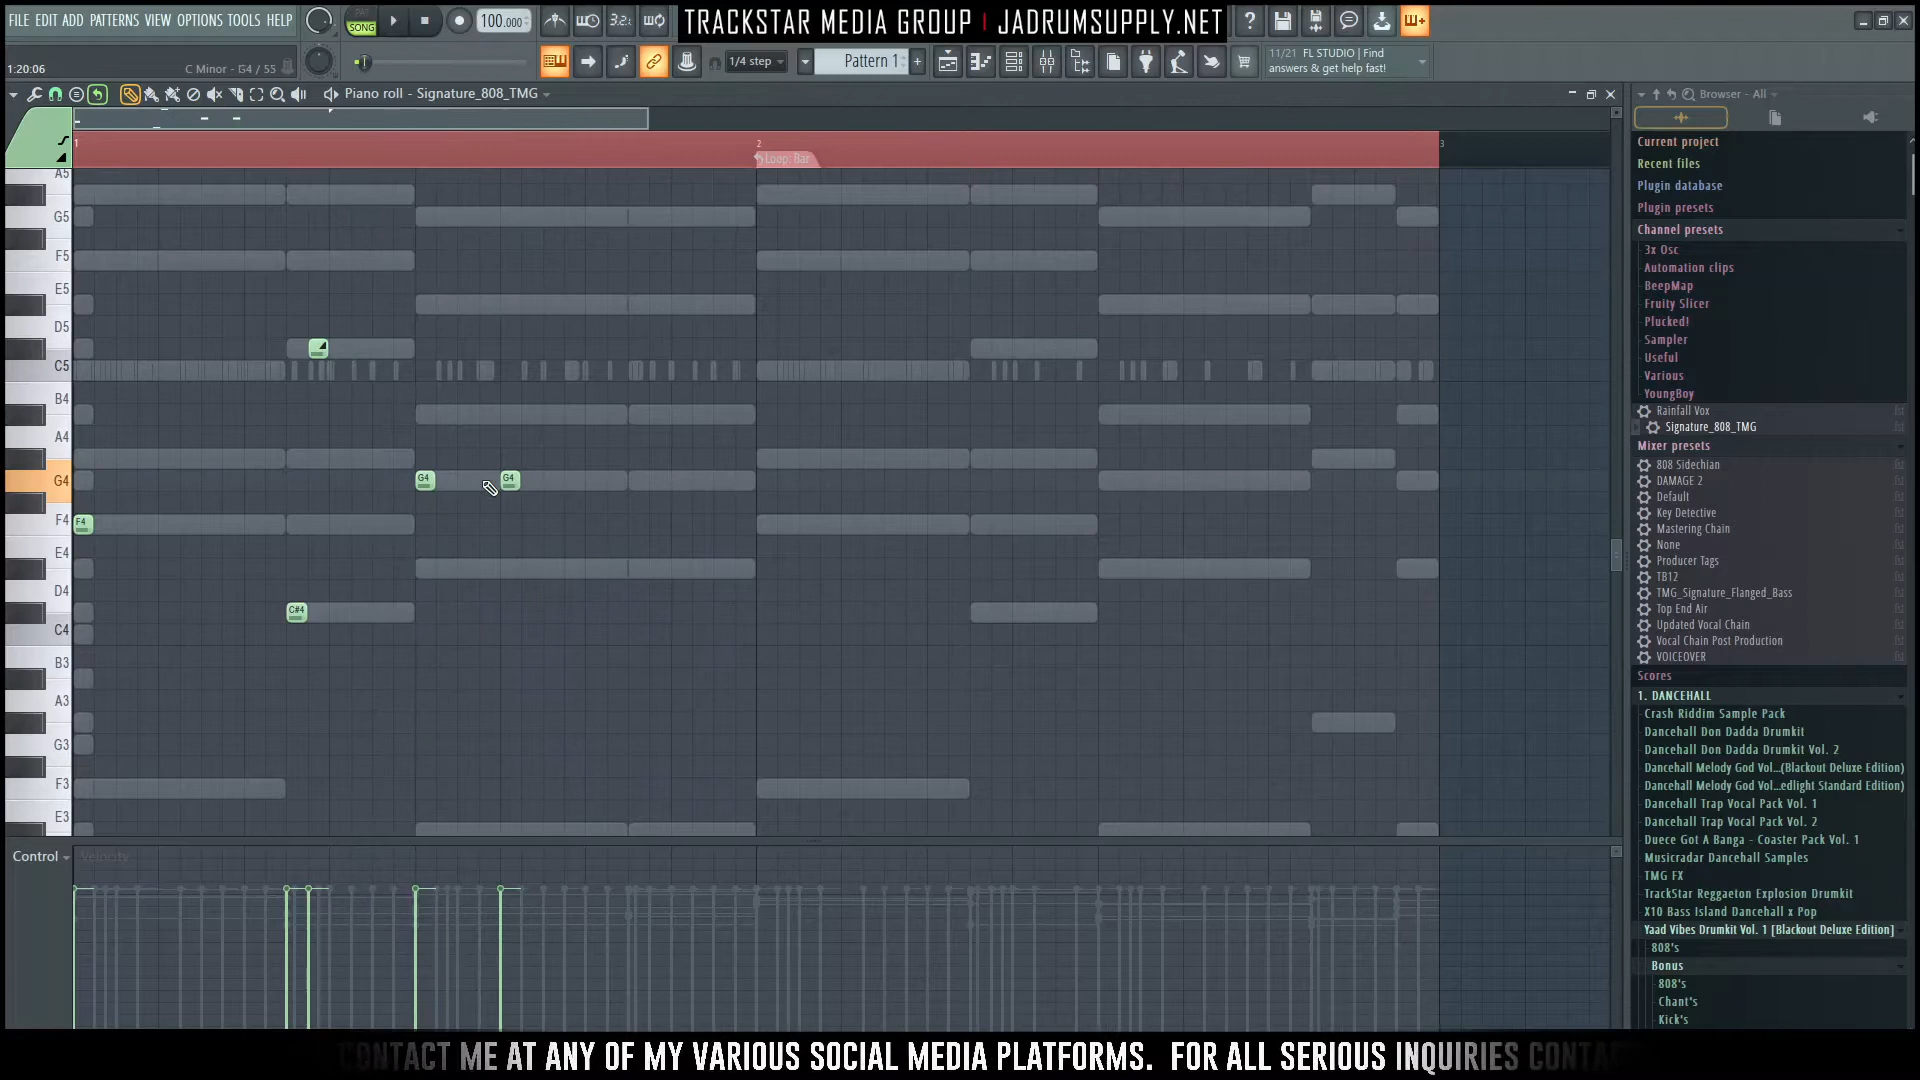 FILE EDIT ADD PATTERNS VIEW OPTIONS TOOLS HELP
PAT
SONG
100.000
3.2.:
TRACKSTAR MEDIA GROUP | JADRUMSUPPLY.NET
1:20:06
C Minor - G4 / 55
1/4 step
Pattern 1
+
11/21 FL STUDIO | Find
answers & get help fast!
Piano roll - Signature_808_TMG
Browser - All
1
2
3
Loop: Bar
A5
G5
F5
E5
D5
C5
B4
A4
G4
F4
E4
D4
C4
B3
A3
G3
F3
E3
F4
C#4
G4
G4
Control
Velocity
Current project
Recent files
Plugin database
Plugin presets
Channel presets
3x Osc
Automation clips
BeepMap
Fruity Slicer
Plucked!
Sampler
Useful
Various
YoungBoy
Rainfall Vox
Signature_808_TMG
Mixer presets
808 Sidechian
DAMAGE 2
Default
Key Detective
Mastering Chain
None
Producer Tags
TB12
TMG_Signature_Flanged_Bass
Top End Air
Updated Vocal Chain
Vocal Chain Post Production
VOICEOVER
Scores
1. DANCEHALL
Crash Riddim Sample Pack
Dancehall Don Dadda Drumkit
Dancehall Don Dadda Drumkit Vol. 2
Dancehall Melody God Vol...(Blackout Deluxe Edition)
Dancehall Melody God Vol...edlight Standard Edition)
Dancehall Trap Vocal Pack Vol. 1
Dancehall Trap Vocal Pack Vol. 2
Duece Got A Banga - Coaster Pack Vol. 1
Musicradar Dancehall Samples
TMG FX
TrackStar Reggaeton Explosion Drumkit
X10 Bass Island Dancehall x Pop
Yaad Vibes Drumkit Vol. 1 [Blackout Deluxe Edition]
808's
Bonus
808's
Chant's
Kick's
CONTACT ME AT ANY OF MY VARIOUS SOCIAL MEDIA PLATFORMS. FOR ALL SERIOUS INQUIRIES CONTA